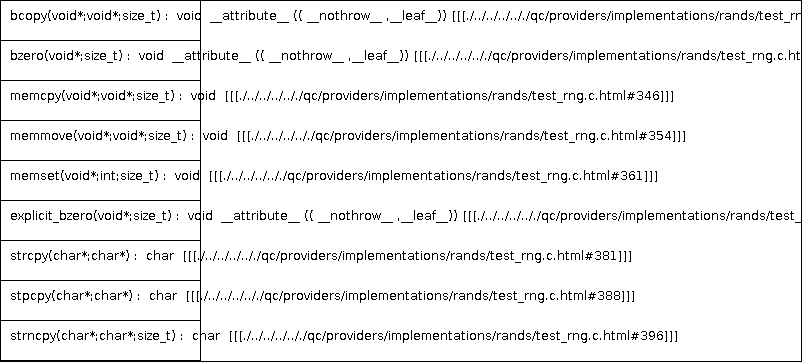 bcopy(void*;void*;size_t) :  void  __attribute__ (( __nothrow__ ,__leaf__)) [[[./../../../././qc/providers/implementations/rands/test_rn
bzero(void*;size_t) :  void  __attribute__ (( __nothrow__ ,__leaf__)) [[[./../../../././qc/providers/implementations/rands/test_rng.c.ht
memcpy(void*;void*;size_t) :  void  [[[./../../../././qc/providers/implementations/rands/test_rng.c.html#346]]]
memmove(void*;void*;size_t) :  void  [[[./../../../././qc/providers/implementations/rands/test_rng.c.html#354]]]
memset(void*;int;size_t) :  void  [[[./../../../././qc/providers/implementations/rands/test_rng.c.html#361]]]
explicit_bzero(void*;size_t) :  void  __attribute__ (( __nothrow__ ,__leaf__)) [[[./../../../././qc/providers/implementations/rands/test_
strcpy(char*;char*) :  char  [[[./../../../././qc/providers/implementations/rands/test_rng.c.html#381]]]
stpcpy(char*;char*) :  char  [[[./../../../././qc/providers/implementations/rands/test_rng.c.html#388]]]
strncpy(char*;char*;size_t) :  char  [[[./../../../././qc/providers/implementations/rands/test_rng.c.html#396]]]